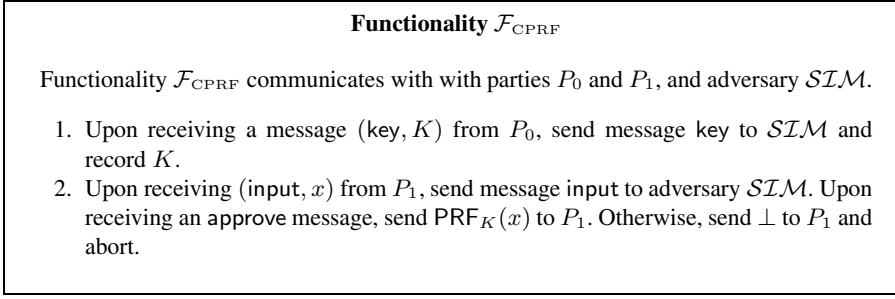 Functionality F_CPRF
Functionality F_CPRF communicates with with parties P_0 and P_1, and adversary SIM.
1. Upon receiving a message (key, K) from P_0, send message key to SIM and
record K.
2. Upon receiving (input, x) from P_1, send message input to adversary SIM. Upon
receiving an approve message, send PRF_K(x) to P_1. Otherwise, send ⊥ to P_1 and
abort.